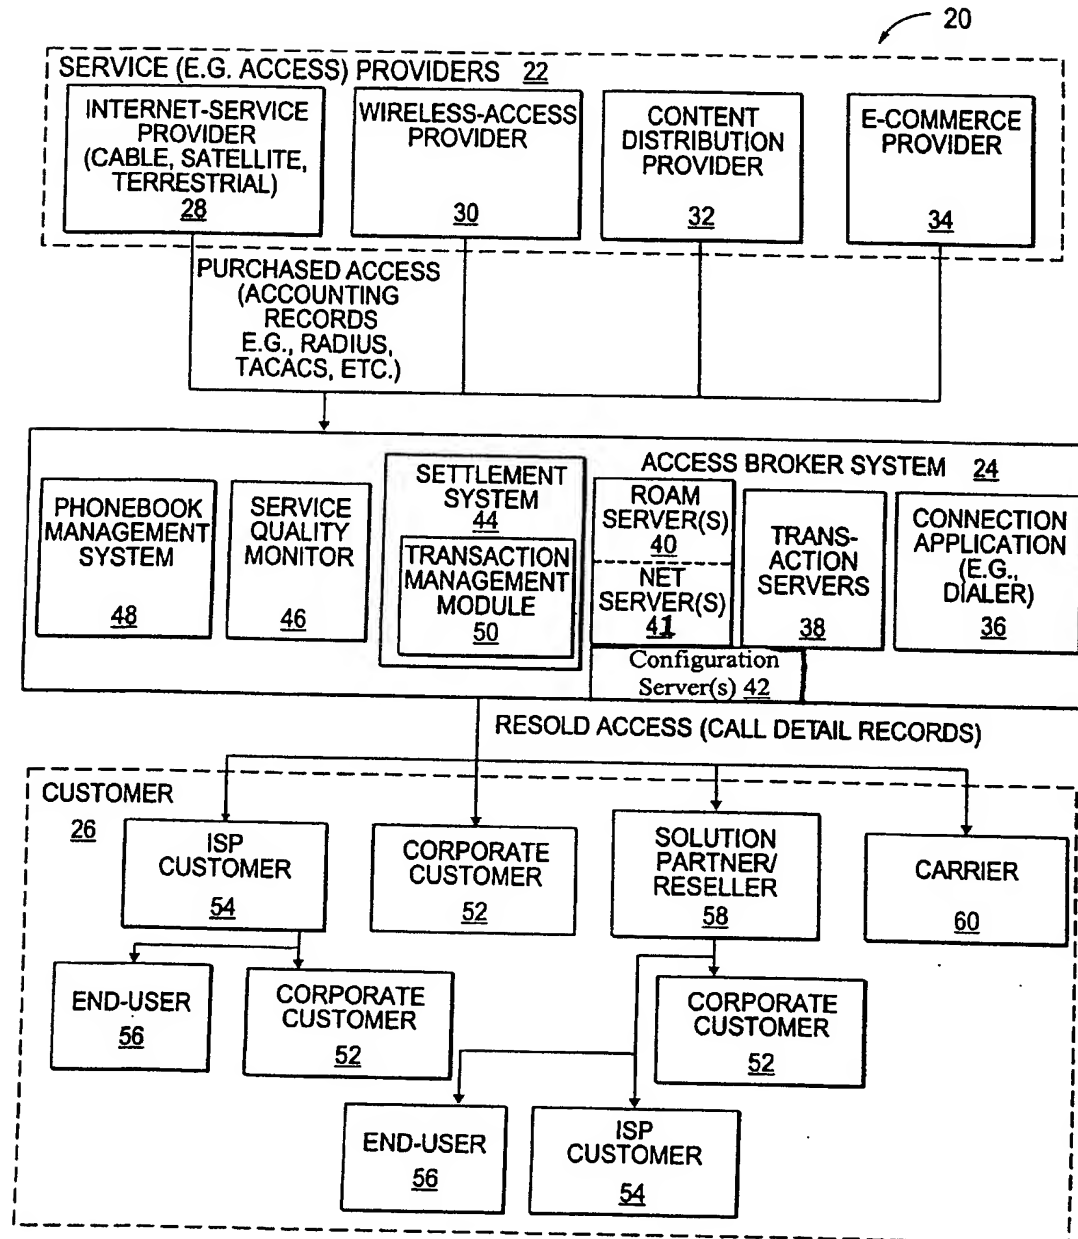 20
SERVICE (E.G. ACCESS) PROVIDERS 22
INTERNET-SERVICE
PROVIDER
(CABLE, SATELLITE,
TERRESTRIAL)
28
WIRELESS-ACCESS
PROVIDER
30
CONTENT
DISTRIBUTION
PROVIDER
32
E-COMMERCE
PROVIDER
34
PURCHASED ACCESS
(ACCOUNTING
RECORDS
E.G., RADIUS,
TACACS, ETC.)
ACCESS BROKER SYSTEM 24
PHONEBOOK
MANAGEMENT
SYSTEM
48
SERVICE
QUALITY
MONITOR
46
SETTLEMENT
SYSTEM
44
TRANSACTION
MANAGEMENT
MODULE
50
ROAM
SERVER(S)
40
NET
SERVER(S)
41
Configuration
Server(s) 42
TRANS-
ACTION
SERVERS
38
CONNECTION
APPLICATION
(E.G.,
DIALER)
36
RESOLD ACCESS (CALL DETAIL RECORDS)
CUSTOMER
26
ISP
CUSTOMER
54
CORPORATE
CUSTOMER
52
SOLUTION
PARTNER/
RESELLER
58
CARRIER
60
END-USER
56
CORPORATE
CUSTOMER
52
CORPORATE
CUSTOMER
52
END-USER
56
ISP
CUSTOMER
54